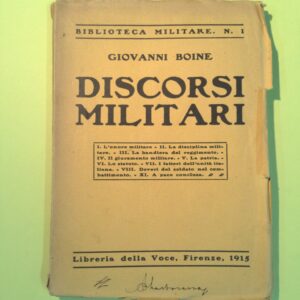 BIBLIOTECA MILITARE. N. 1
GIOVANNI BOINE
DISCORSI
MILITARI
I. L'onore militare - II. La disciplina mili-
tare. - III. La bandiera del reggimento. -
IV. Il giuramento militare. - V. La patria. -
VI. Lo stato. - VII. I fattori dell'unità ita-
liana. - VIII. Doveri del soldato nel com-
battimento. - XI. A pace conclusa.
Libreria della Voce, Firenze, 1915